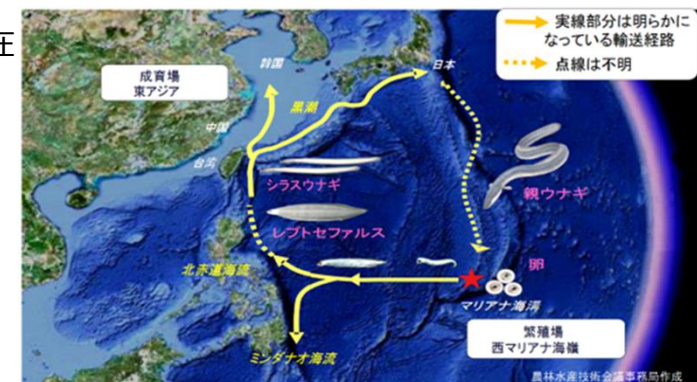 圧
実線部分は明らかに
なっている輸送経路
点線は不明
成育場
東アジア
韓国
日本
黒潮
中国
台湾
シラスウナギ
レプトセファルス
親ウナギ
卵
北赤道海流
マリアナ海溝
ミンダナオ海流
繁殖場
西マリアナ海嶺
農林水産技術会議事務局作成